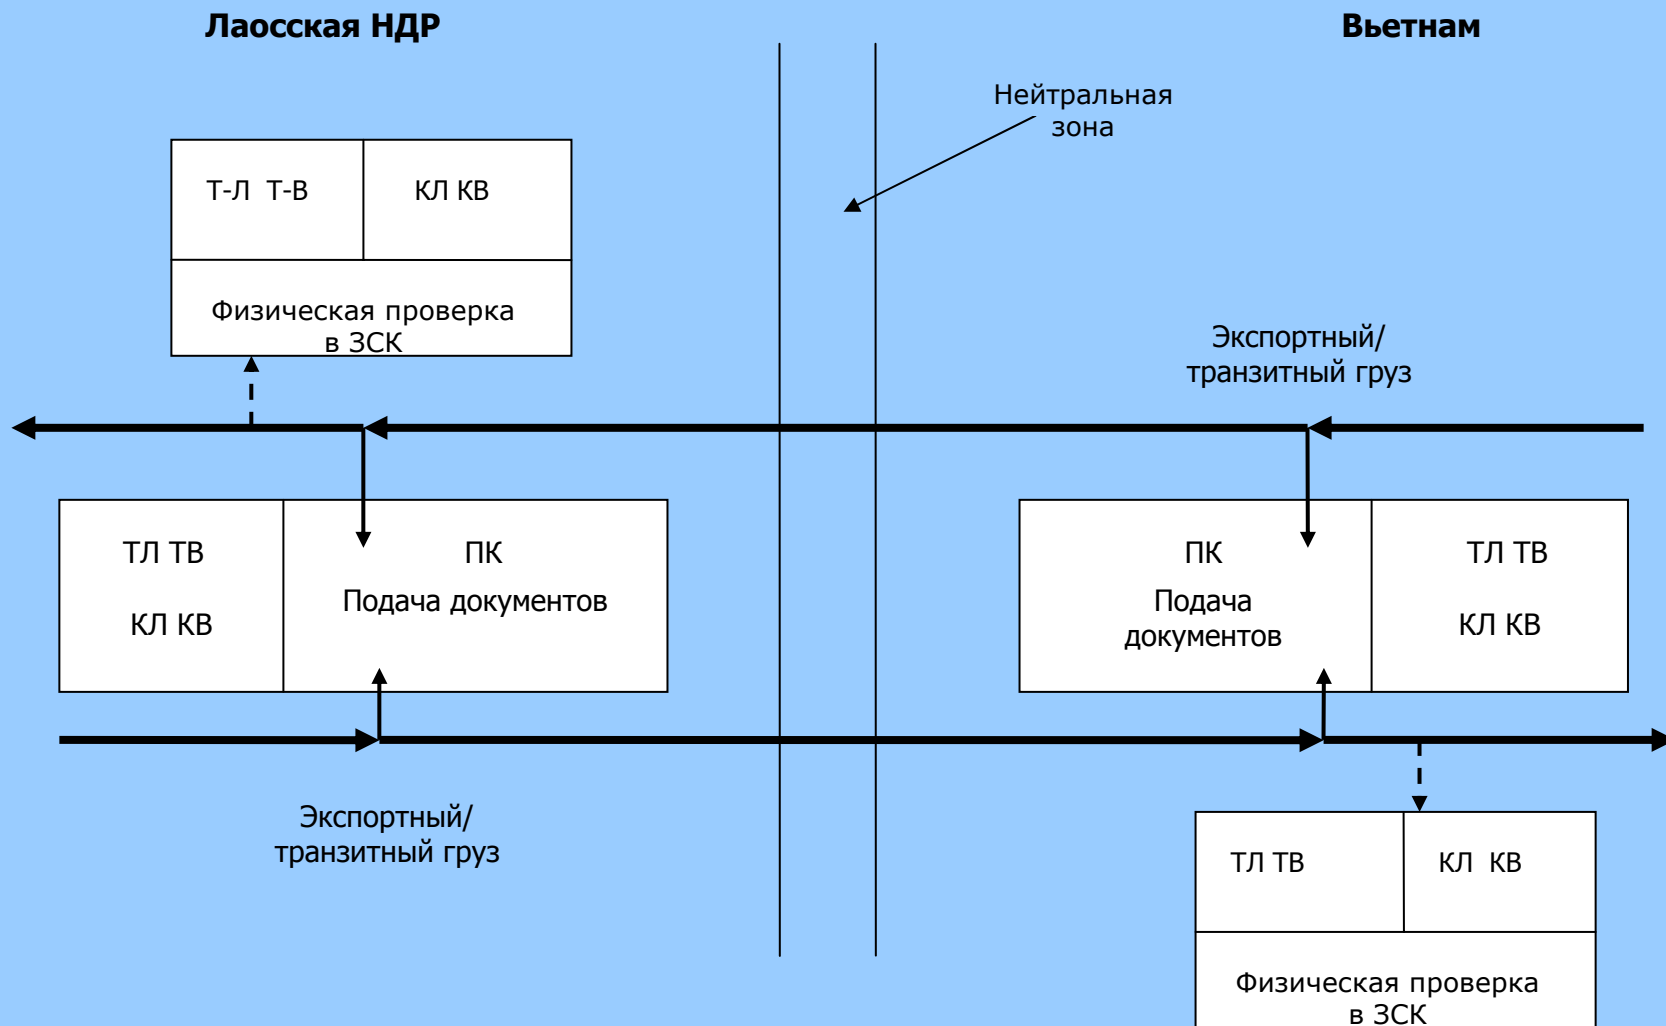 Лаосская НДР
Вьетнам
Нейтральная
зона
Т-Л Т-В
КЛ КВ
Физическая проверка
в ЗСК
Экспортный/
транзитный груз
ТЛ ТВ
КЛ КВ
ПК
Подача документов
ПК
Подача
документов
ТЛ ТВ
КЛ КВ
Экспортный/
транзитный груз
ТЛ ТВ
КЛ КВ
Физическая проверка
в ЗСК